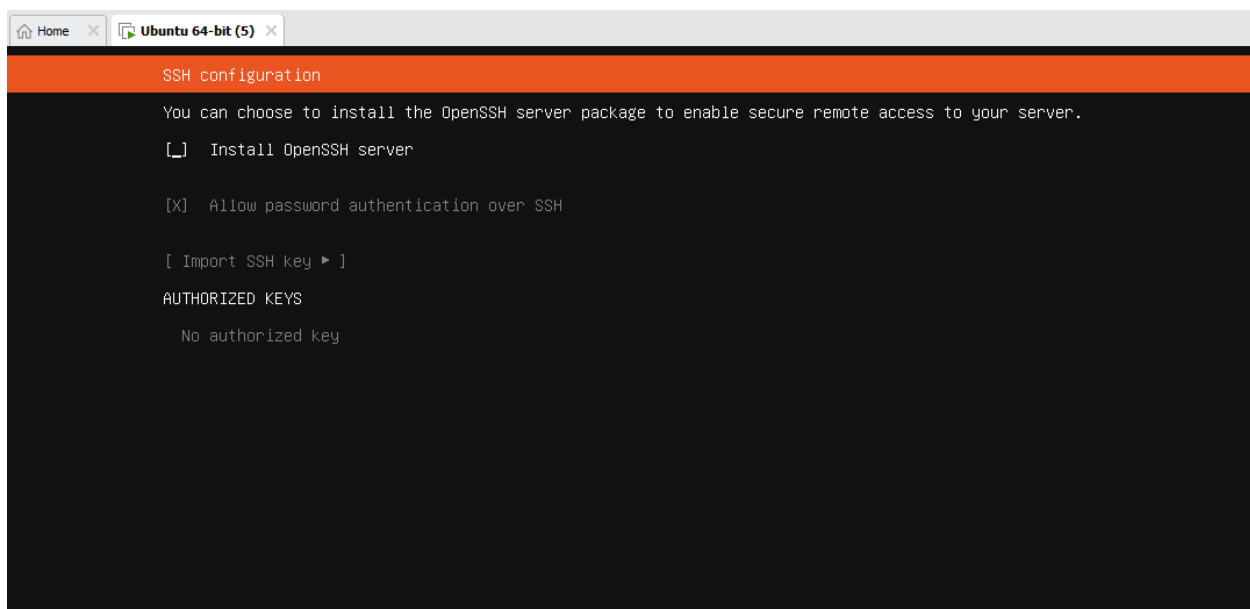 Home
Ubuntu 64-bit (5)
SSH configuration
You can choose to install the OpenSSH server package to enable secure remote access to your server.
[_] Install OpenSSH server
[X] Allow password authentication over SSH
[ Import SSH key ▸ ]
AUTHORIZED KEYS
No authorized key